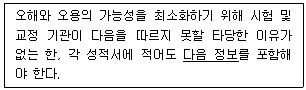 오해와 오용의 가능성을 최소화하기 위해 시험 및
교정 기관이 다음을 따르지 못할 타당한 이유가
없는 한, 각 성적서에 적어도 다음 정보를 포함해
야 한다.